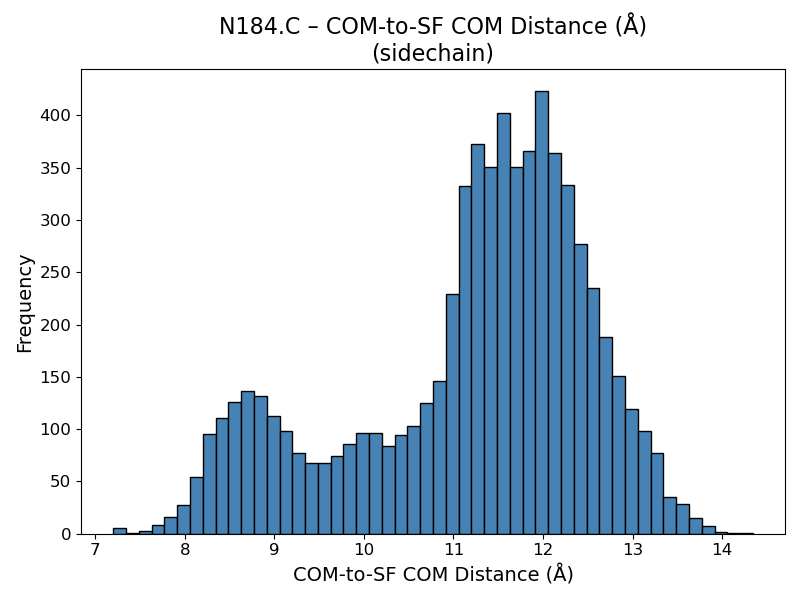 N184.C – COM-to-SF COM Distance (Å)
(sidechain)
400
350
300
250
200
150
100
50
0
Frequency
7 8 9 10 11 12 13 14
COM-to-SF COM Distance (Å)